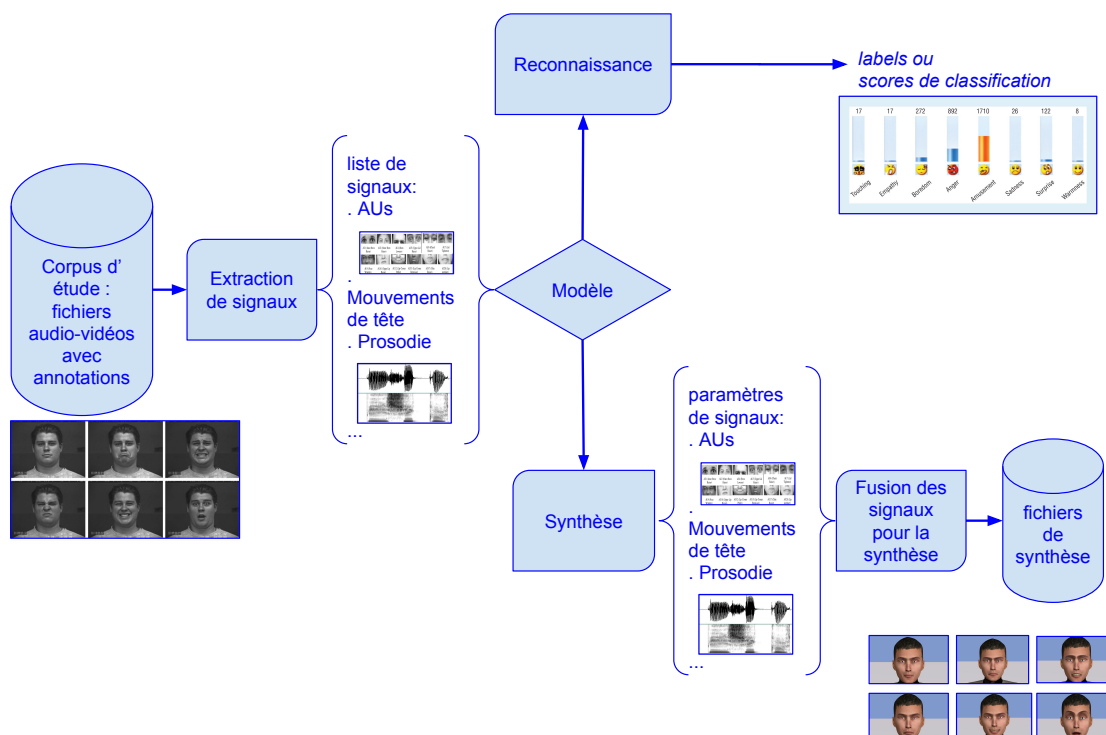 Reconnaissance
labels ou
scores de classification
17 17 272 892 1710 26 122 8
Touching Empathy Boredom Anger Amusement Sadness Surprise Warmness
Corpus d’
étude :
fichiers
audio-vidéos
avec
annotations
Extraction
de signaux
liste de
signaux:
. AUs
.
Mouvements
de tête
. Prosodie
...
Modèle
Synthèse
paramètres
de signaux:
. AUs
.
Mouvements
de tête
. Prosodie
...
Fusion des
signaux
pour la
synthèse
fichiers
de
synthèse